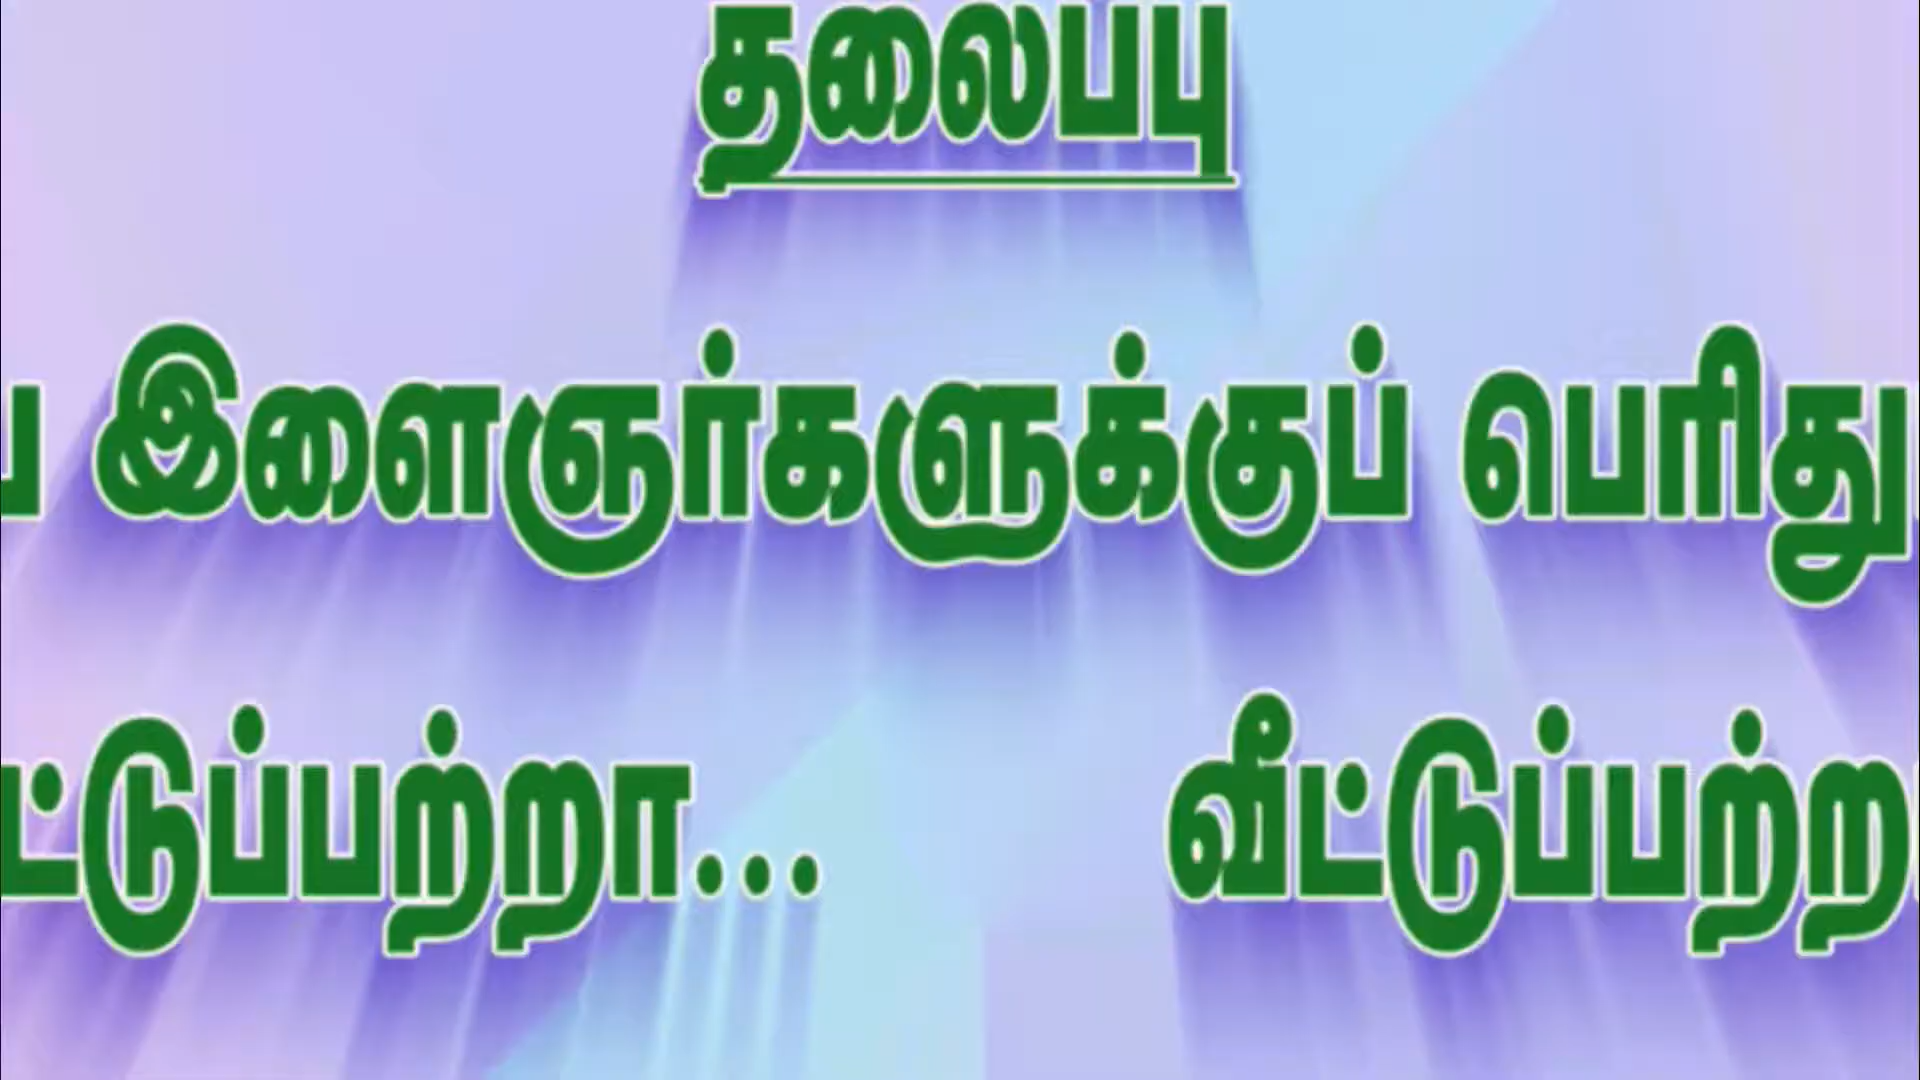 தலைப்பு
இளைஞர்களுக்குப் பெரிது
ட்டுப்பற்றா... வீட்டுப்பற்றா